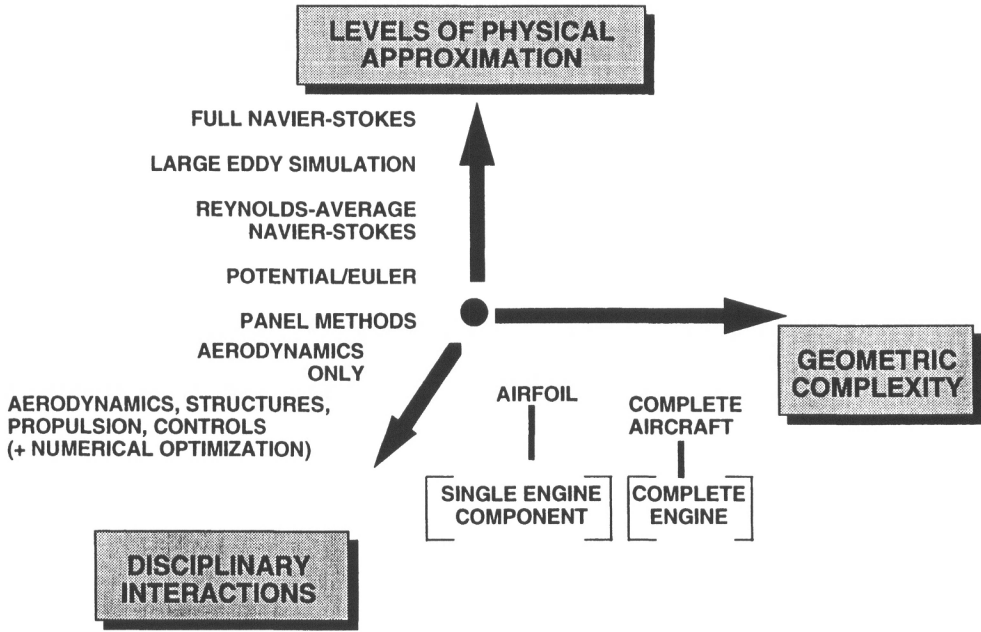 LEVELS OF PHYSICAL
APPROXIMATION
FULL NAVIER-STOKES
LARGE EDDY SIMULATION
REYNOLDS-AVERAGE
NAVIER-STOKES
POTENTIAL/EULER
PANEL METHODS
GEOMETRIC
COMPLEXITY
AERODYNAMICS
ONLY
AERODYNAMICS, STRUCTURES,
PROPULSION, CONTROLS
(+ NUMERICAL OPTIMIZATION)
AIRFOIL
COMPLETE
AIRCRAFT
SINGLE ENGINE
COMPONENT
COMPLETE
ENGINE
DISCIPLINARY
INTERACTIONS